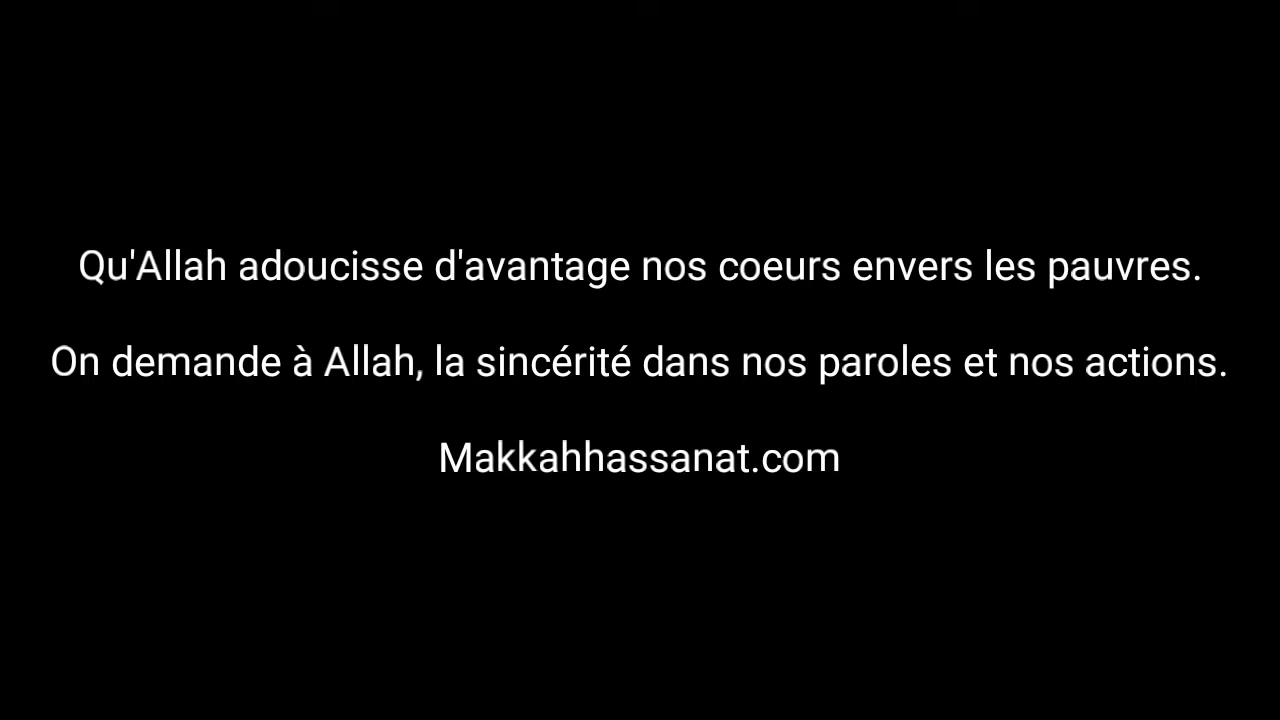 Qu'Allah adoucisse d'avantage nos coeurs envers les pauvres.
On demande à Allah, la sincérité dans nos paroles et nos actions.
Makkahhassanat.com